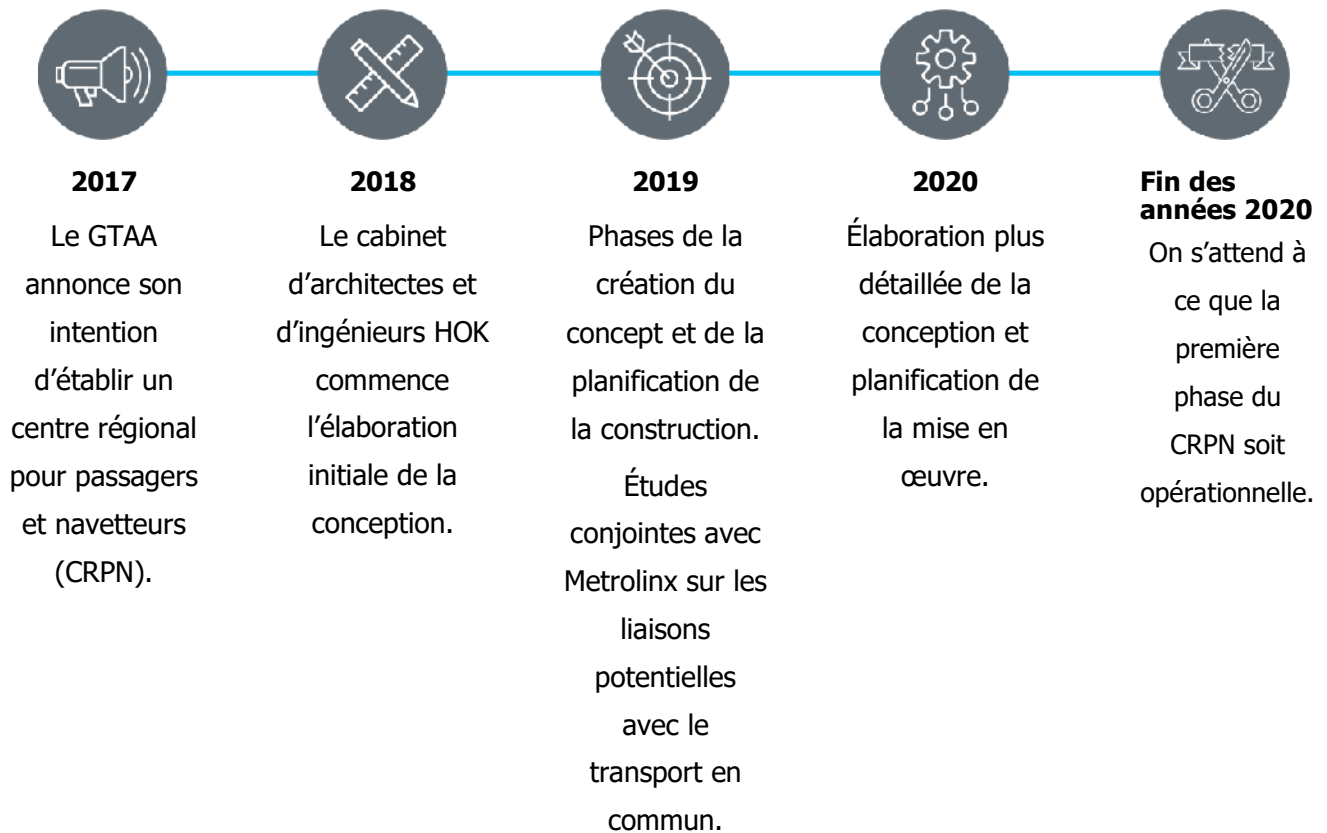 2017
Le GTAA
annonce son
intention
d’établir un
centre régional
pour passagers
et navetteurs
(CRPN).
2018
Le cabinet
d’architectes et
d’ingénieurs HOK
commence
l’élaboration
initiale de la
conception.
2019
Phases de la
création du
concept et de la
planification de
la construction.
Études
conjointes avec
Metrolinx sur les
liaisons
potentielles
avec le
transport en
commun.
2020
Élaboration plus
détaillée de la
conception et
planification de
la mise en
œuvre.
Fin des
années 2020
On s’attend à
ce que la
première
phase du
CRPN soit
opérationnelle.